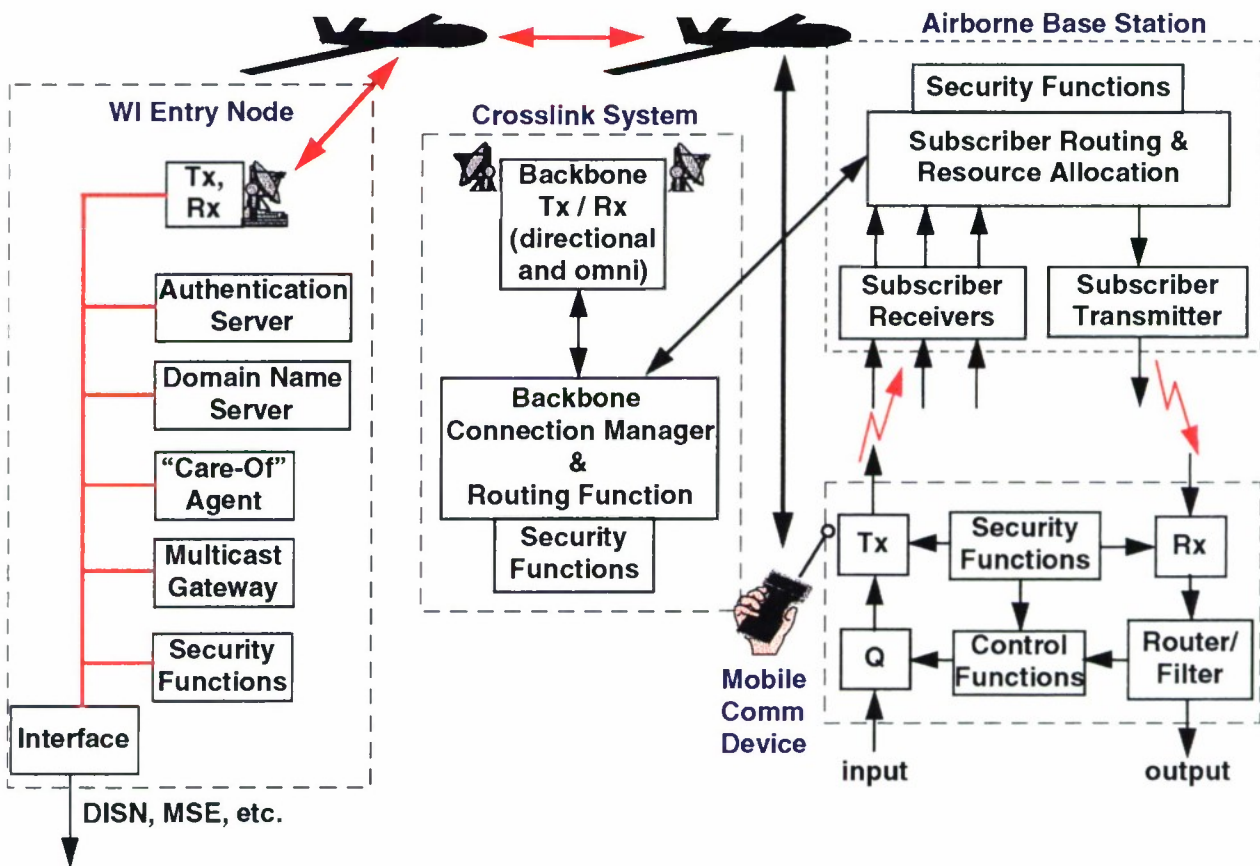 Airborne Base Station
Security Functions
Subscriber Routing &
Resource Allocation
Subscriber
Receivers
Subscriber
Transmitter
WI Entry Node
Tx,
Rx
Authentication
Server
Domain Name
Server
“Care-Of”
Agent
Multicast
Gateway
Security
Functions
Interface
DISN, MSE, etc.
Crosslink System
Backbone
Tx / Rx
(directional
and omni)
Backbone
Connection Manager
&
Routing Function
Security
Functions
Mobile
Comm
Device
Tx
Security
Functions
Rx
Q
Control
Functions
Router/
Filter
input
output